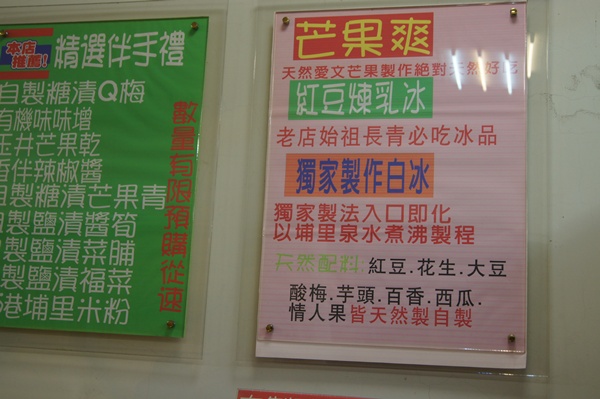 本店
推薦!
精選伴手禮
自製糖漬Q梅
有機味味增
玉井芒果乾
香伴辣椒醬
自製糖漬芒果青
自製鹽漬醬筍
自製鹽漬菜脯
自製鹽漬福菜
港埔里米粉
數量有限預購從速
芒果爽
天然愛文芒果製作絕對天然好吃
紅豆煉乳冰
老店始祖長青必吃冰品
獨家製作白冰
獨家製法入口即化
以埔里泉水煮沸製程
天然配料:紅豆.花生.大豆
酸梅.芋頭.百香.西瓜.
情人果皆天然製自製